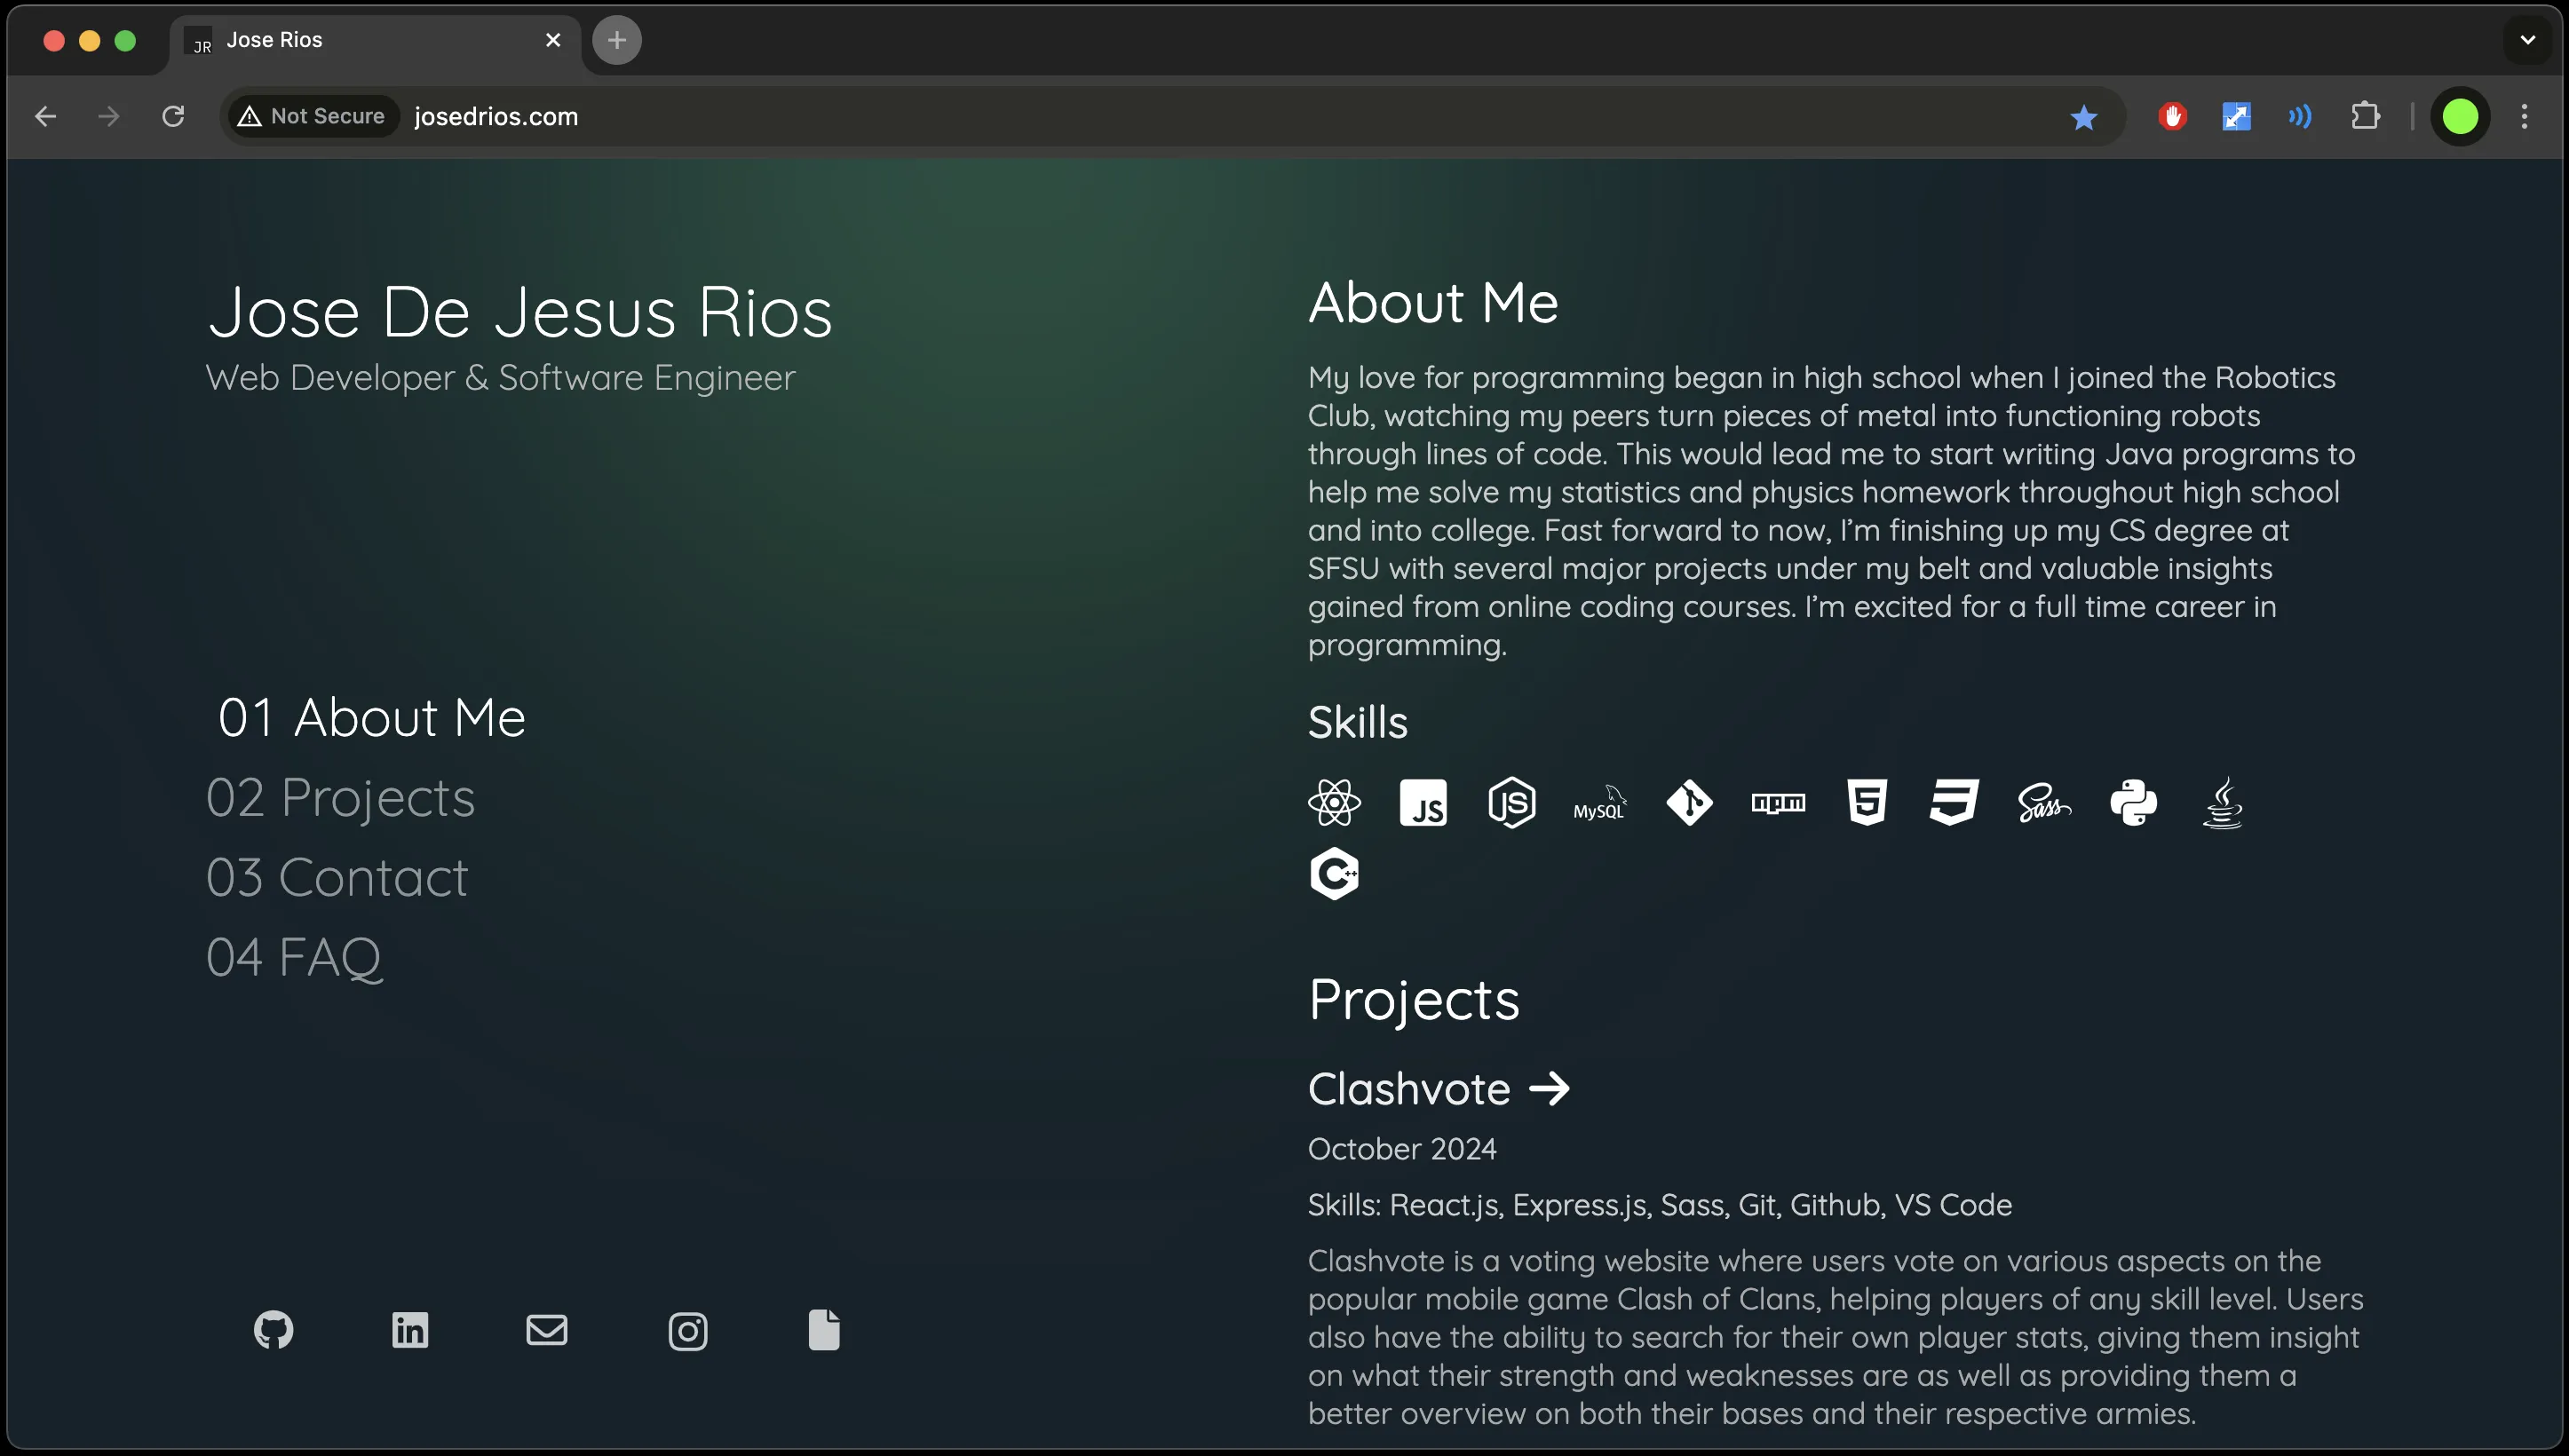 JR Jose Rios
Not Secure josedrios.com
Jose De Jesus Rios
Web Developer & Software Engineer
01 About Me
02 Projects
03 Contact
04 FAQ
in
About Me
My love for programming began in high school when I joined the Robotics
Club, watching my peers turn pieces of metal into functioning robots
through lines of code. This would lead me to start writing Java programs to
help me solve my statistics and physics homework throughout high school
and into college. Fast forward to now, I’m finishing up my CS degree at
SFSU with several major projects under my belt and valuable insights
gained from online coding courses. I’m excited for a full time career in
programming.
Skills
JS JS MySQL npm 5 3 Sass
C++
Projects
Clashvote →
October 2024
Skills: React.js, Express.js, Sass, Git, Github, VS Code
Clashvote is a voting website where users vote on various aspects on the
popular mobile game Clash of Clans, helping players of any skill level. Users
also have the ability to search for their own player stats, giving them insight
on what their strength and weaknesses are as well as providing them a
better overview on both their bases and their respective armies.